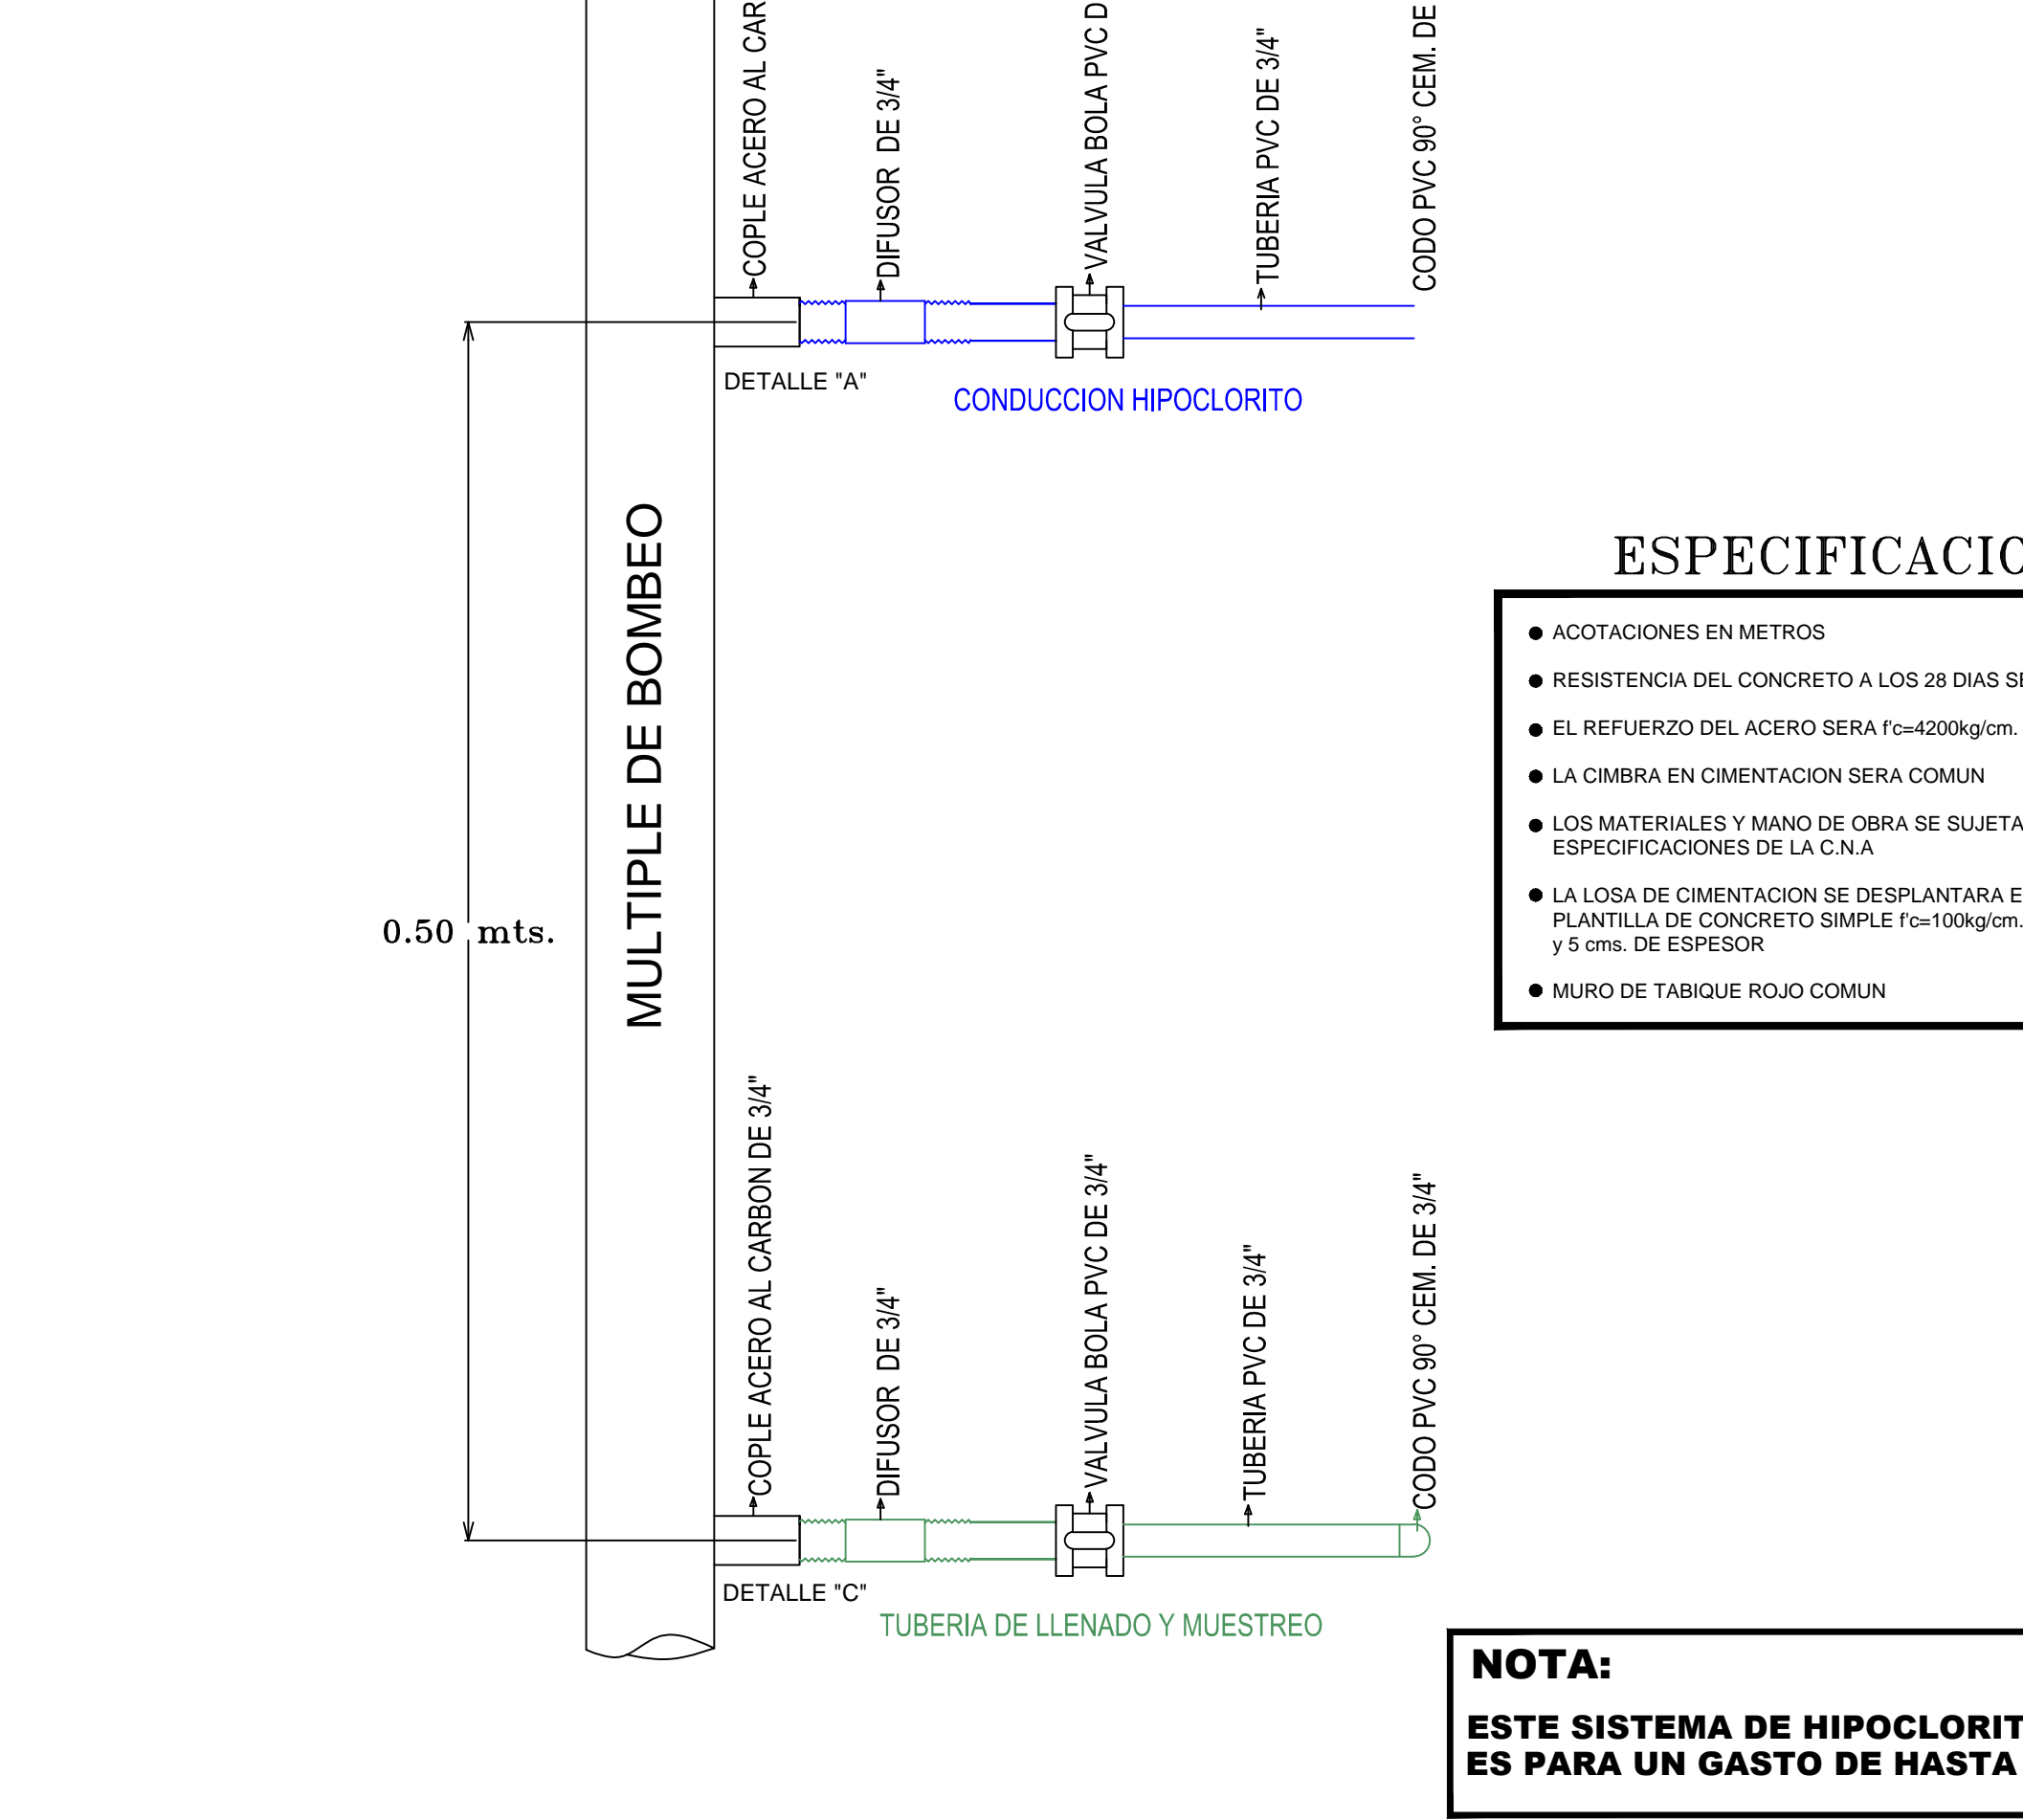 COPLE ACERO AL CAR
DIFUSOR DE 3/4"
VALVULA BOLA PVC D
TUBERIA PVC DE 3/4"
CODO PVC 90° CEM. DE
DETALLE "A"
CONDUCCION HIPOCLORITO
MULTIPLE DE BOMBEO
0.50 mts.
ESPECIFICACIO
ACOTACIONES EN METROS
RESISTENCIA DEL CONCRETO A LOS 28 DIAS SE
EL REFUERZO DEL ACERO SERA f'c=4200kg/cm.
LA CIMBRA EN CIMENTACION SERA COMUN
LOS MATERIALES Y MANO DE OBRA SE SUJETA
ESPECIFICACIONES DE LA C.N.A
LA LOSA DE CIMENTACION SE DESPLANTARA E
PLANTILLA DE CONCRETO SIMPLE f'c=100kg/cm.
y 5 cms. DE ESPESOR
MURO DE TABIQUE ROJO COMUN
COPLE ACERO AL CARBON DE 3/4"
DIFUSOR DE 3/4"
VALVULA BOLA PVC DE 3/4"
TUBERIA PVC DE 3/4"
CODO PVC 90° CEM. DE 3/4"
DETALLE "C"
TUBERIA DE LLENADO Y MUESTREO
NOTA:
ESTE SISTEMA DE HIPOCLORIT
ES PARA UN GASTO DE HASTA